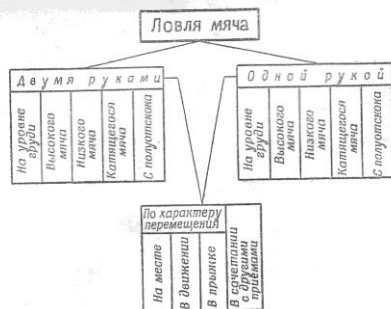 Ловля мяча
Двумя руками
На уровне
груди
Высокого
мяча
Низкого
мяча
Катящегося
мяча
С полуотскока
Одной рукой
На уровне
груди
Высокого
мяча
Низкого
мяча
Катящегося
мяча
С полуотскока
По характеру
перемещения
На месте
В движении
В прыжке
В сочетании
с другими
приёмами